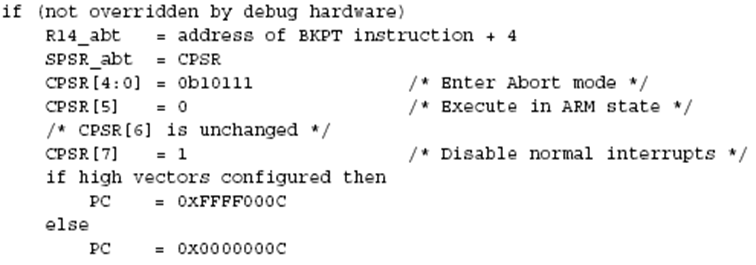 if (not overridden by debug hardware)
    R14_abt   = address of BKPT instruction + 4
    SPSR_abt  = CPSR
    CPSR[4:0] = 0b10111             /* Enter Abort mode */
    CPSR[5]   = 0                   /* Execute in ARM state */
    /* CPSR[6] is unchanged */
    CPSR[7]   = 1                   /* Disable normal interrupts */
    if high vectors configured then
        PC    = 0xFFFF000C
    else
        PC    = 0x0000000C